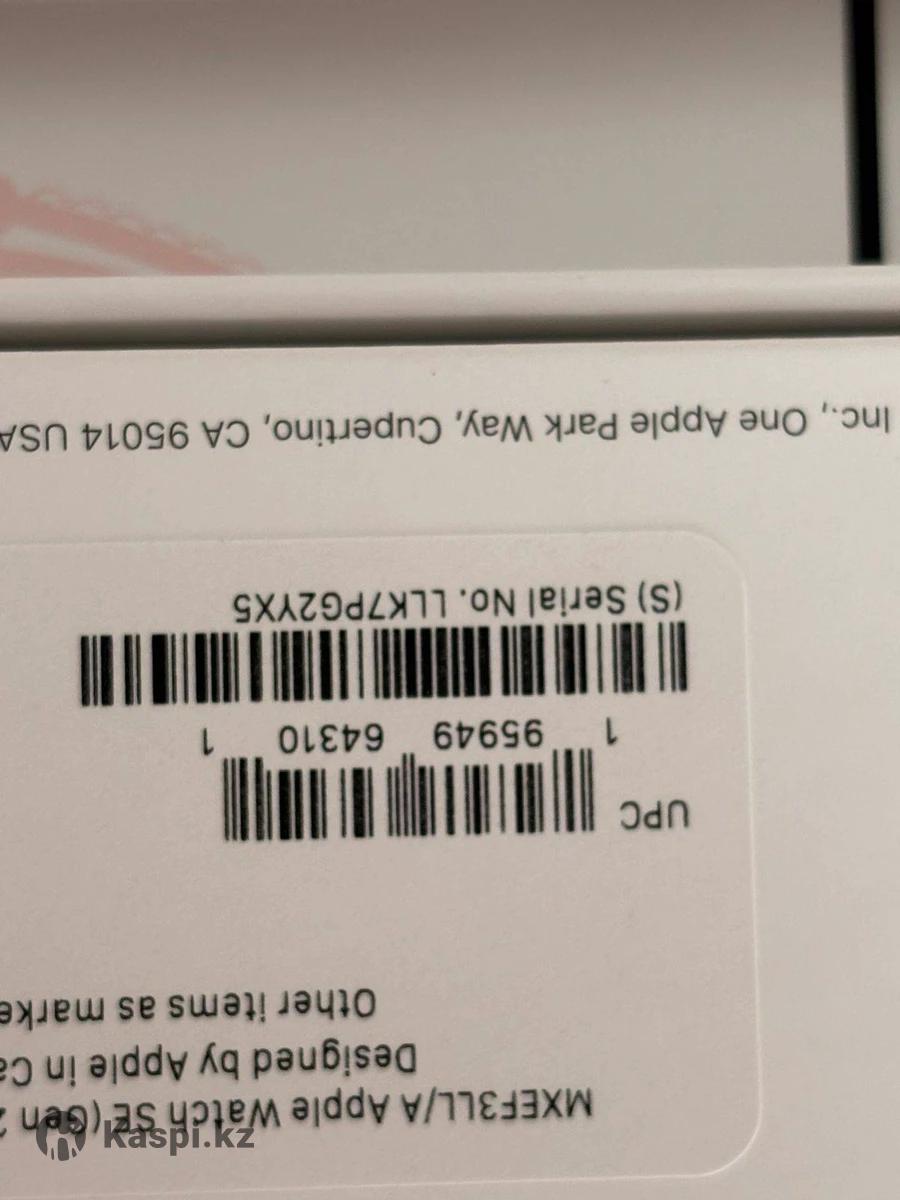 MXEF3LL/A Apple Watch SE (Gen 2
Designed by Apple in Ca
Other items as marke
UPC
1 95949 64310 1
(S) Serial No. LLK7PG2YX5
Inc., One Apple Park Way, Cupertino, CA 95014 USA
Kaspi.kz